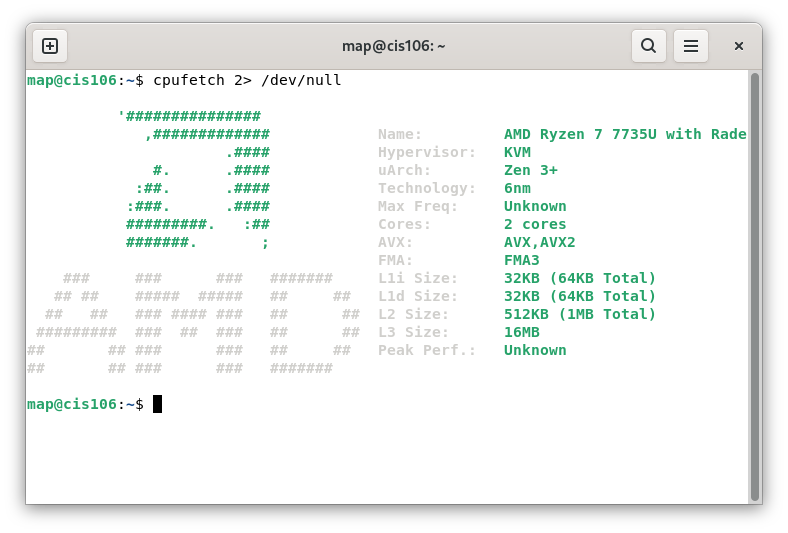 map@cis106: ~
map@cis106:~$ cpufetch 2> /dev/null
          '###############
             ,#############            Name:         AMD Ryzen 7 7735U with Rade
                      .####            Hypervisor:   KVM
              #.      .####            uArch:        Zen 3+
            :##.      .####            Technology:   6nm
           :###.      .####            Max Freq:     Unknown
           #########.   :##            Cores:        2 cores
           #######.       ;            AVX:          AVX,AVX2
                                       FMA:          FMA3
    ###     ###      ###   #######     L1i Size:     32KB (64KB Total)
   ## ##    #####  #####   ##     ##   L1d Size:     32KB (64KB Total)
  ##   ##   ### #### ###   ##      ##  L2 Size:      512KB (1MB Total)
 #########  ###  ##  ###   ##      ##  L3 Size:      16MB
##       ## ###      ###   ##     ##   Peak Perf.:   Unknown
##       ## ###      ###   #######
map@cis106:~$